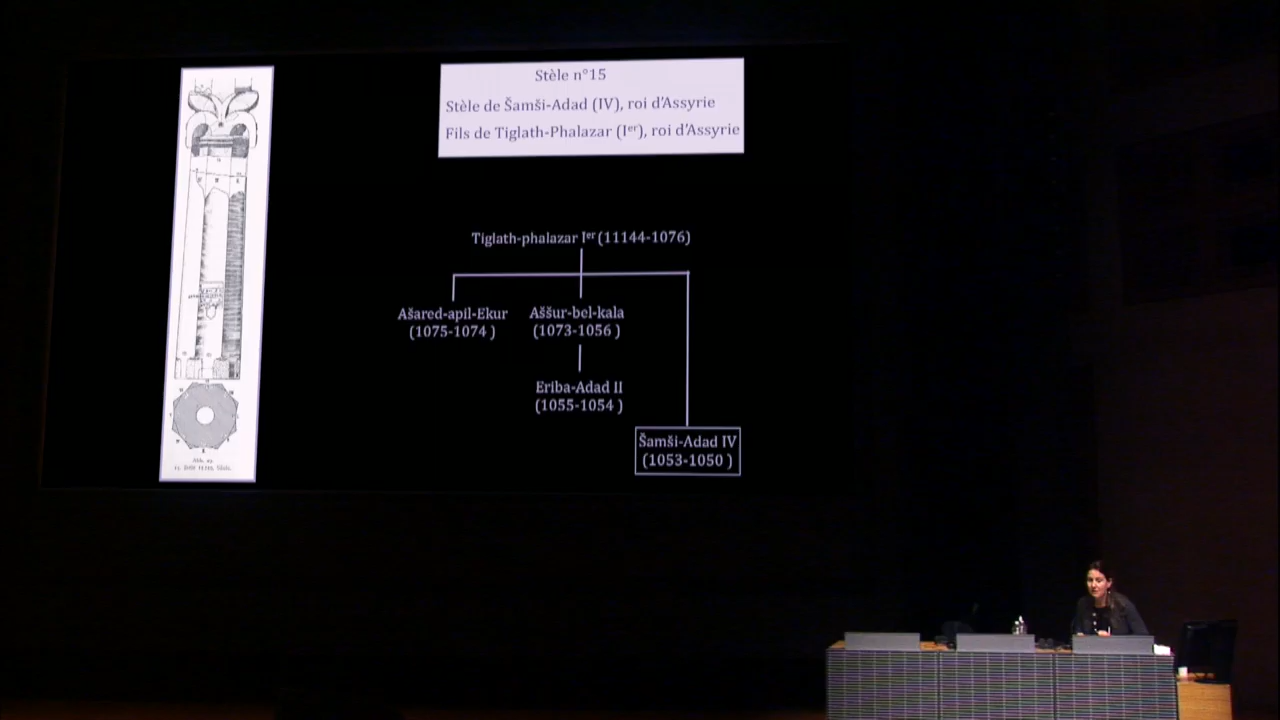 Stèle n°15
Stèle de Šamši-Adad (IV), roi d'Assyrie
Fils de Tiglath-Phalazar (Iᵉʳ), roi d'Assyrie
Tiglath-phalazar Iᵉʳ (11144-1076)
Ašared-apil-Ekur
(1075-1074 )
Aššur-bel-kala
(1073-1056 )
Eriba-Adad II
(1055-1054 )
Šamši-Adad IV
(1053-1050 )